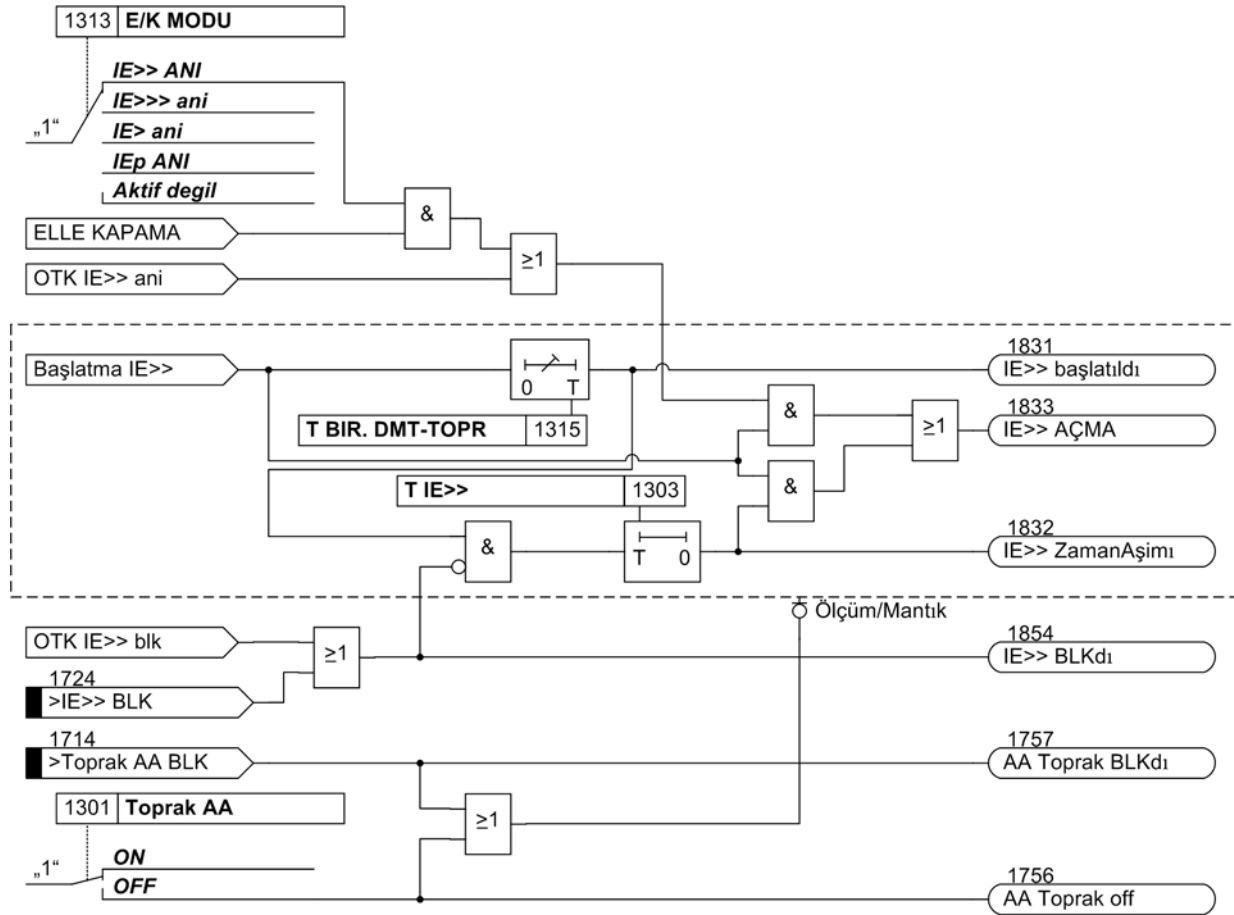 1313 E/K MODU
IE>> ANI
IE>>> ani
„1“
IE> ani
IEp ANI
Aktif degil
&
ELLE KAPAMA
≥1
OTK IE>> ani
1831
Başlatma IE>>
IE>> başlatıldı
0 T
1833
&
≥1
T BIR. DMT-TOPR 1315
IE>> AÇMA
T IE>> 1303
&
1832
&
T 0
IE>> ZamanAşimı
Ölçüm/Mantık
OTK IE>> blk
1854
≥1
IE>> BLKdı
1724
>IE>> BLK
1714
1757
>Toprak AA BLK
AA Toprak BLKdı
1301 Toprak AA
≥1
„1“
ON
OFF
1756
AA Toprak off